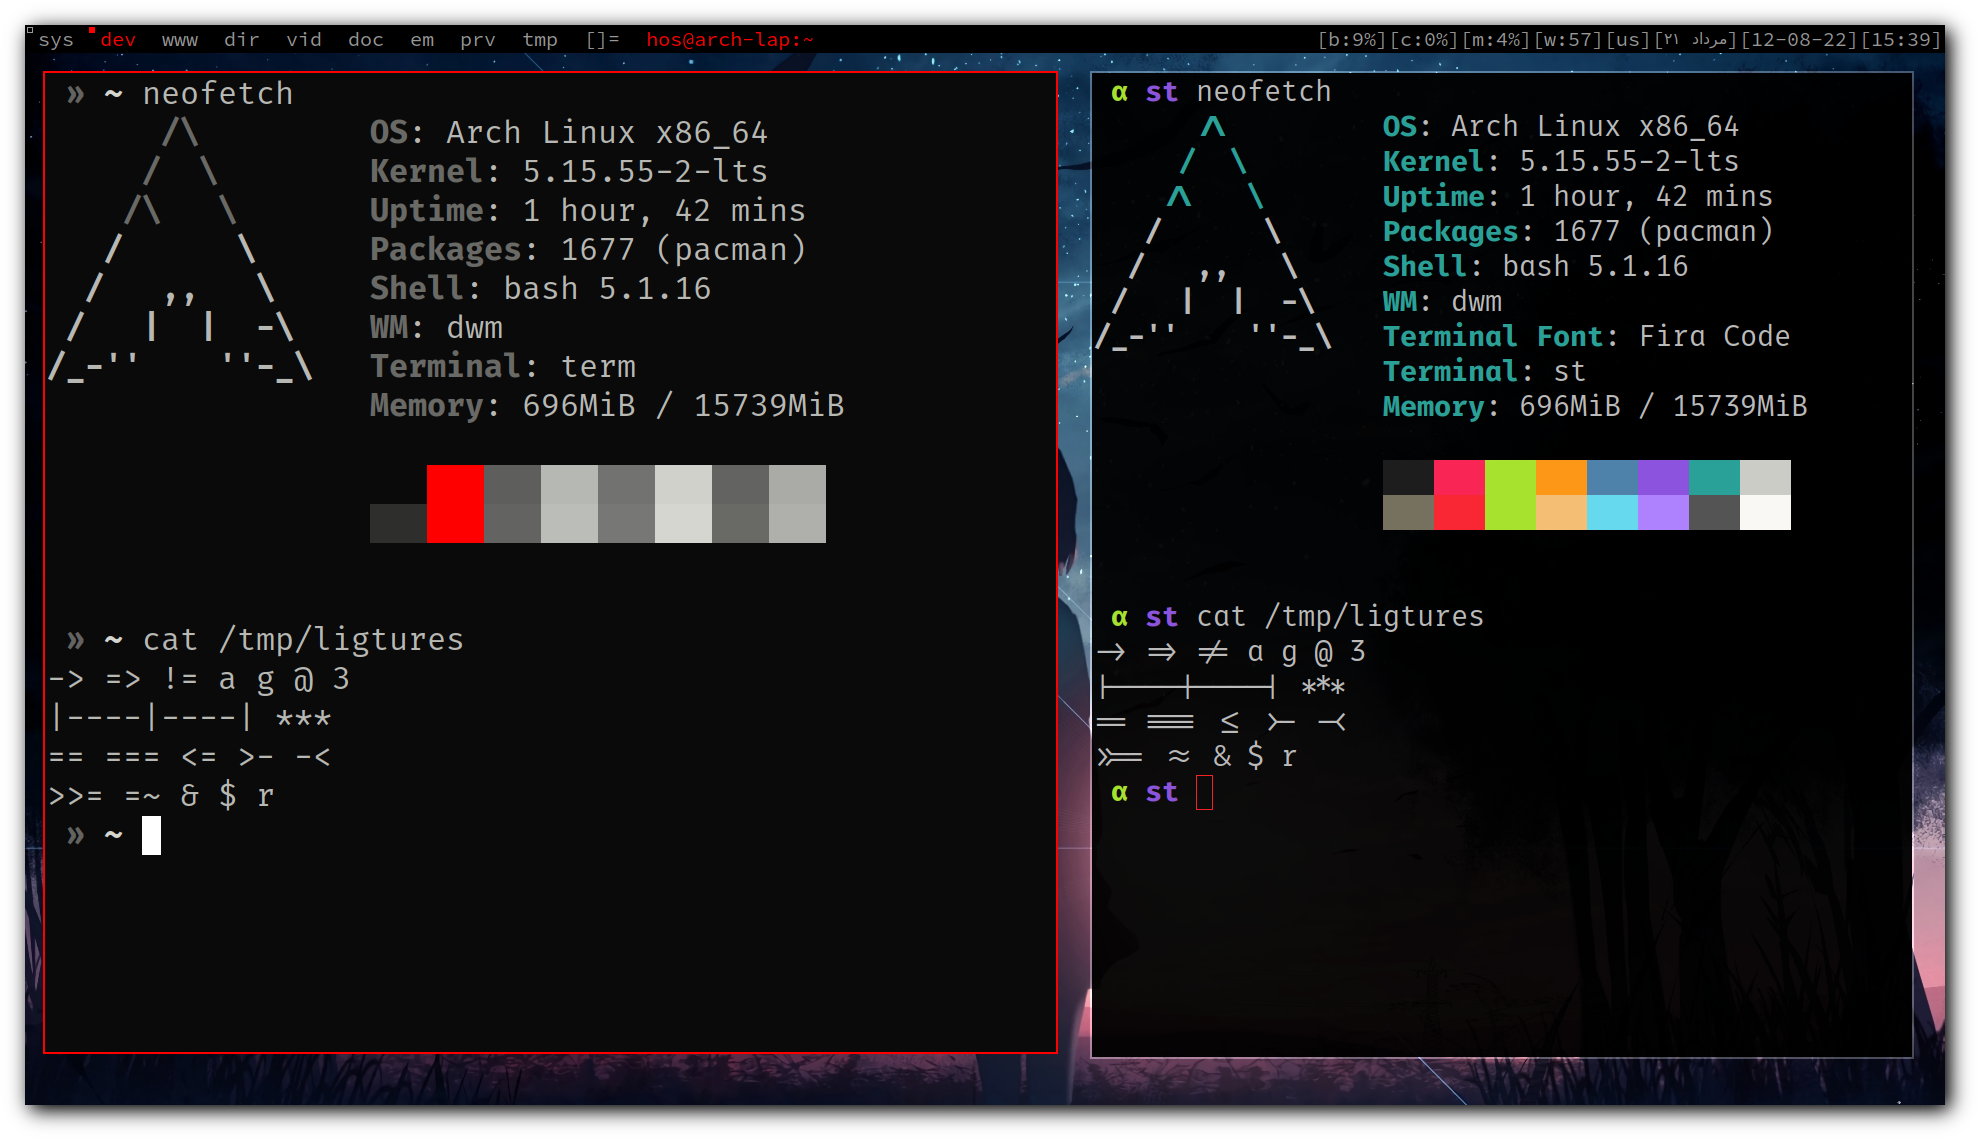 sys dev www dir vid doc em prv tmp []= hos@arch-lap:~ [b:9%][c:0%][m:4%][w:57][us][۲۱ مرداد][12-08-22][15:39]
» ~ neofetch
/\
/ \
/\ \
/ \
/ ,, \
/ | | -\
/_-'' ''-_\
OS: Arch Linux x86_64
Kernel: 5.15.55-2-lts
Uptime: 1 hour, 42 mins
Packages: 1677 (pacman)
Shell: bash 5.1.16
WM: dwm
Terminal: term
Memory: 696MiB / 15739MiB
» ~ cat /tmp/ligtures
-> => != a g @ 3
|----|----| ***
== === <= >- -<
>>= =~ & $ r
» ~
α st neofetch
^
/ \
^ \
/ \
/ ,, \
/ | | -\
/_-'' ''-_\
OS: Arch Linux x86_64
Kernel: 5.15.55-2-lts
Uptime: 1 hour, 42 mins
Packages: 1677 (pacman)
Shell: bash 5.1.16
WM: dwm
Terminal Font: Fira Code
Terminal: st
Memory: 696MiB / 15739MiB
α st cat /tmp/ligtures
-> => != a g @ 3
|----|----| ***
== === <= >- -<
>>= =~ & $ r
α st